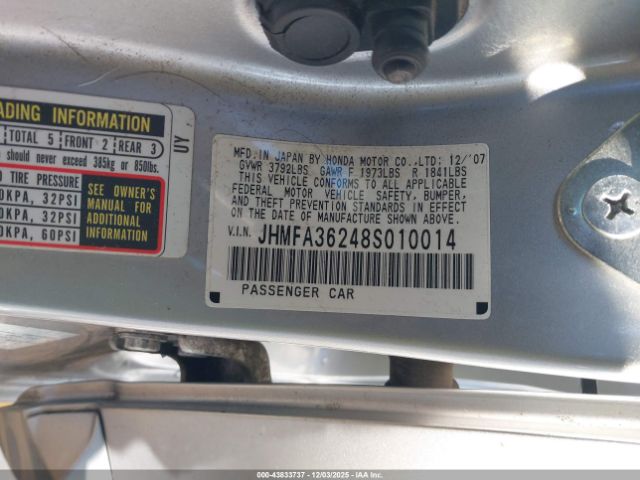 ADING INFORMATION
TOTAL 5 FRONT 2 REAR 3
should never exceed 385kg or 850lbs.
TIRE PRESSURE
0KPA, 32PSI
0KPA, 32PSI
0KPA, 60PSI
SEE OWNER'S
MANUAL FOR
ADDITIONAL
INFORMATION
UY
MFD.IN JAPAN BY HONDA MOTOR CO.,LTD: 12/'07
GVWR 3792LBS GAWR F 1973LBS R 1841LBS
THIS VEHICLE CONFORMS TO ALL APPLICABLE
FEDERAL MOTOR VEHICLE SAFETY, BUMPER,
AND THEFT PREVENTION STANDARDS IN EFFECT
ON THE DATE OF MANUFACTURE SHOWN ABOVE.
V.I.N. JHMFA36248S010014
PASSENGER CAR
© IAA 000-43833737 - 12/03/2025 - IAAI.COM